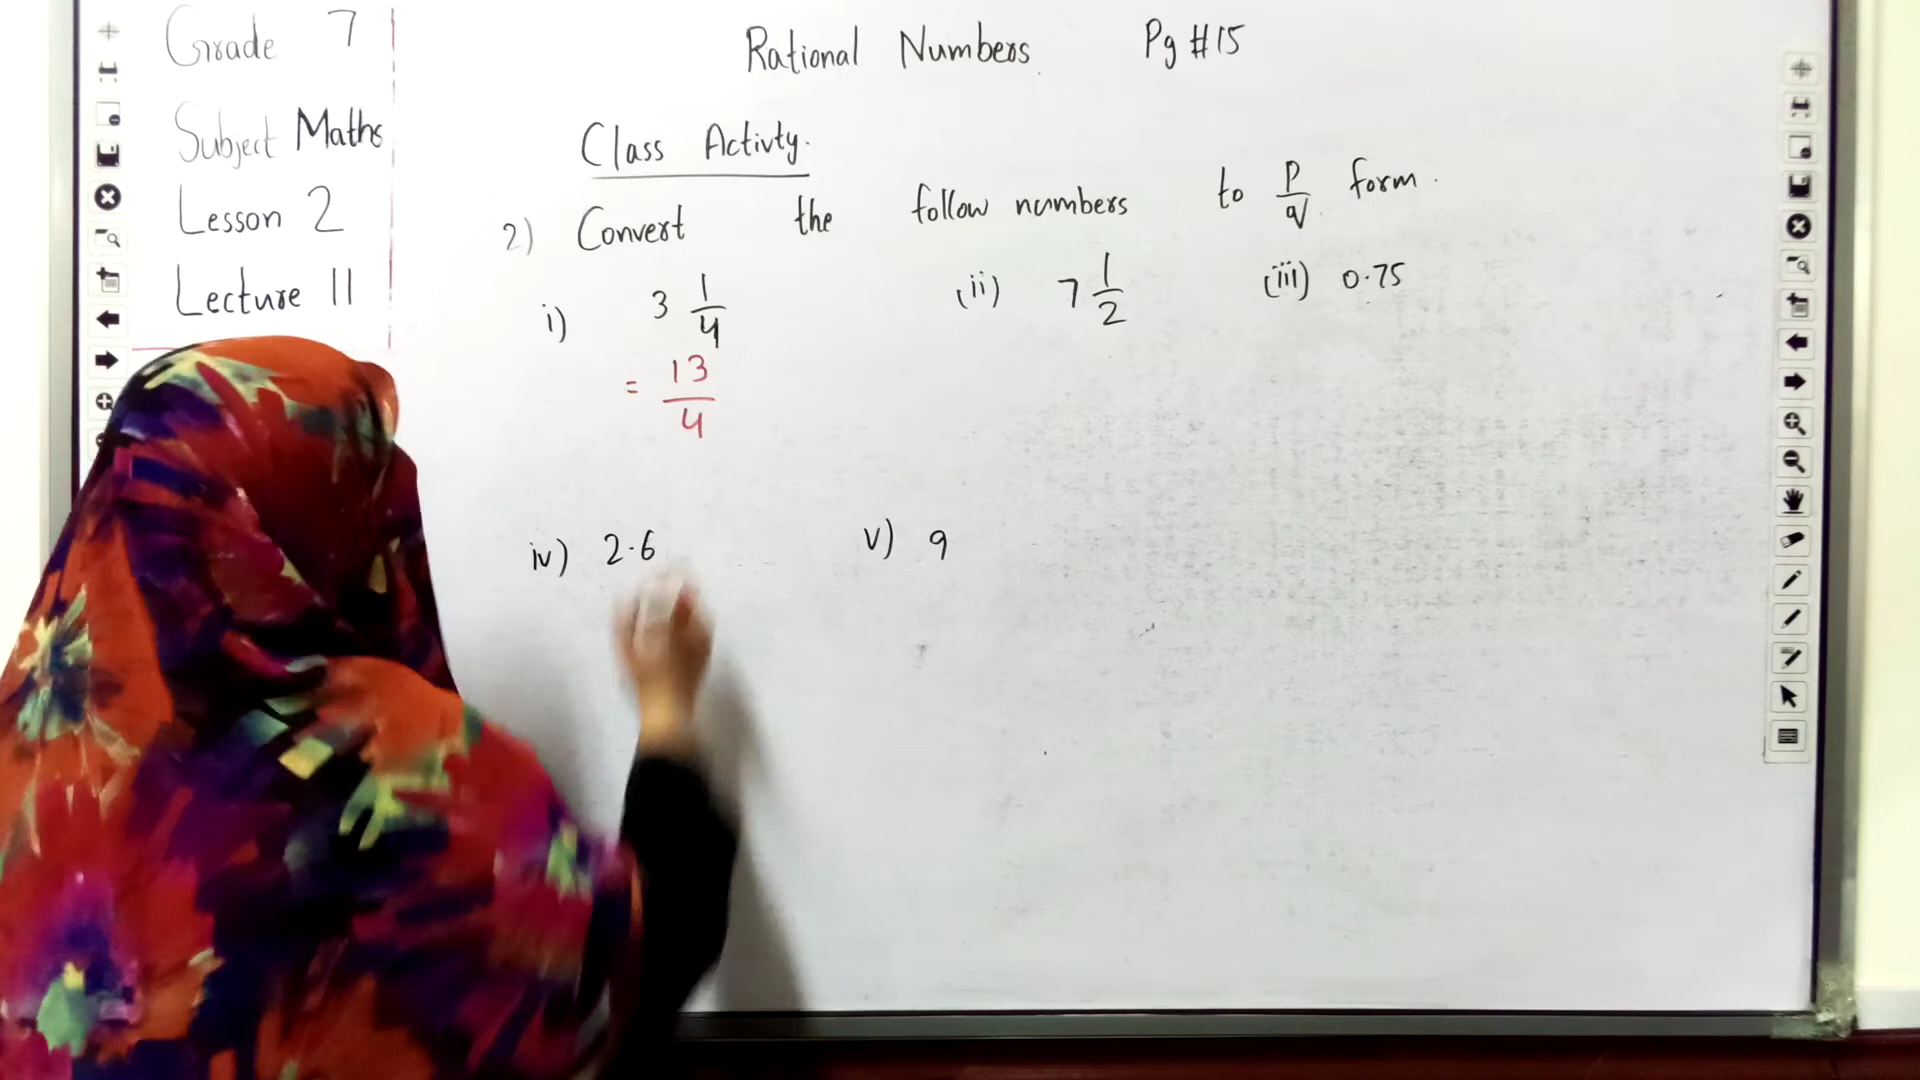 Grade 7
Subject Maths
Lesson 2
Lecture 11
Rational Numbers Pg #15
Class Activty.
2) Convert the follow numbers to p/q form.
i) 3 1/4 (ii) 7 1/2 (iii) 0.75
= 13/4
iv) 2.6 v) 9